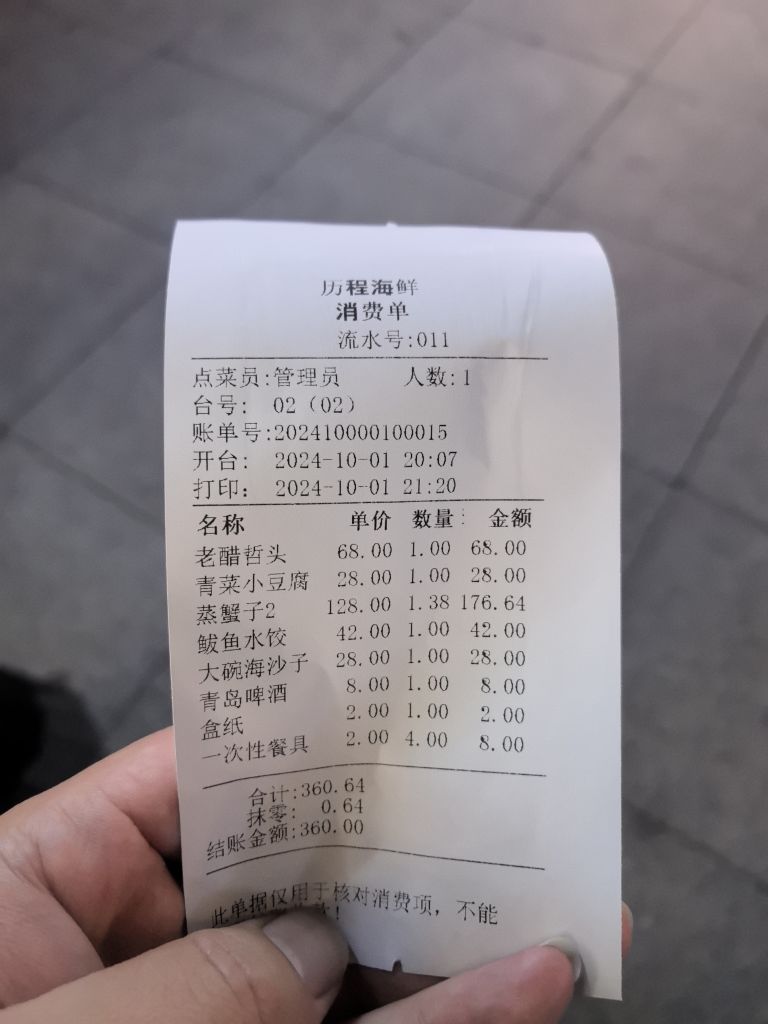 历程海鲜
消费单
流水号:011
点菜员:管理员 人数:1
台号: 02（02）
账单号:202410000100015
开台: 2024-10-01 20:07
打印: 2024-10-01 21:20
名称 单价 数量 金额
老醋哲头 68.00 1.00 68.00
青菜小豆腐 28.00 1.00 28.00
蒸蟹子2 128.00 1.38 176.64
鲅鱼水饺 42.00 1.00 42.00
大碗海沙子 28.00 1.00 28.00
青岛啤酒 8.00 1.00 8.00
盒纸 2.00 1.00 2.00
一次性餐具 2.00 4.00 8.00
合计:360.64
抹零: 0.64
结账金额:360.00
此单据仅用于核对消费项，不能